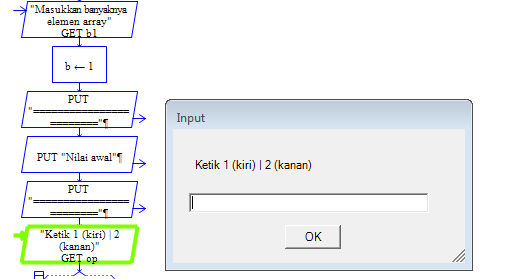 "Masukkan banyaknya
elemen array"
GET b1
b ← 1
PUT
"================
========"¶
PUT "Nilai awal"¶
PUT
"================
========"¶
"Ketik 1 (kiri) | 2
(kanan)"
GET op
Input
Ketik 1 (kiri) | 2 (kanan)
OK